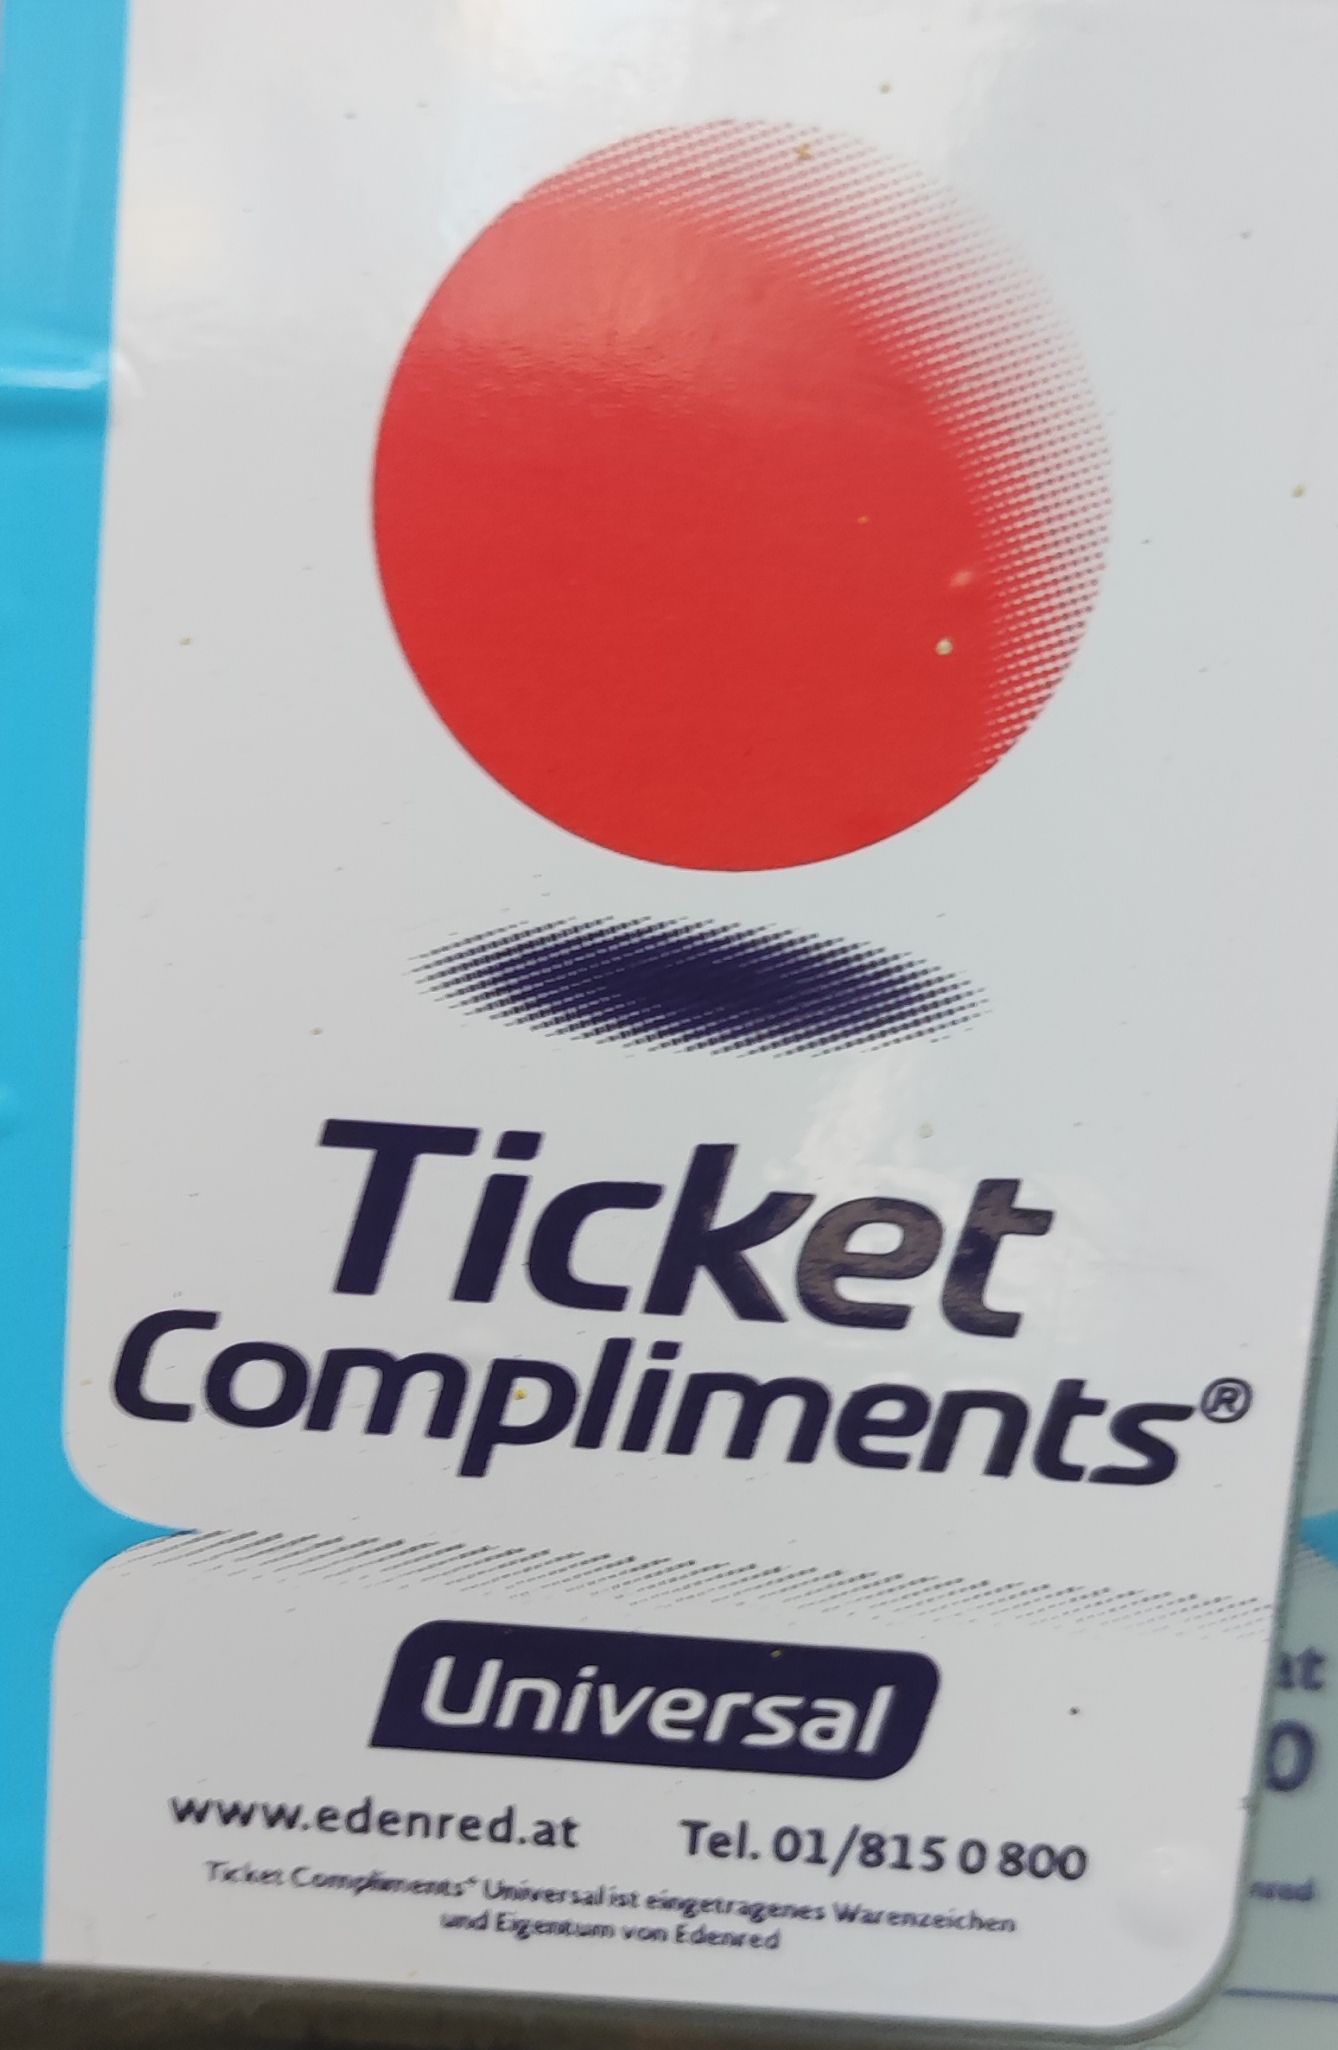 Ticket
Compliments®
Universal
www.edenred.at Tel. 01/815 0 800
Ticket Compliments® Universal ist eingetragenes Warenzeichen
und Eigentum von Edenred